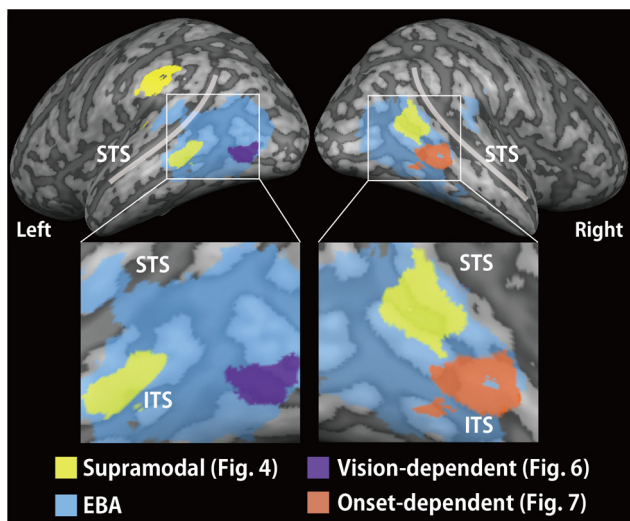 STS
STS
Left
Right
STS
STS
ITS
ITS
Supramodal (Fig. 4)
Vision-dependent (Fig. 6)
EBA
Onset-dependent (Fig. 7)